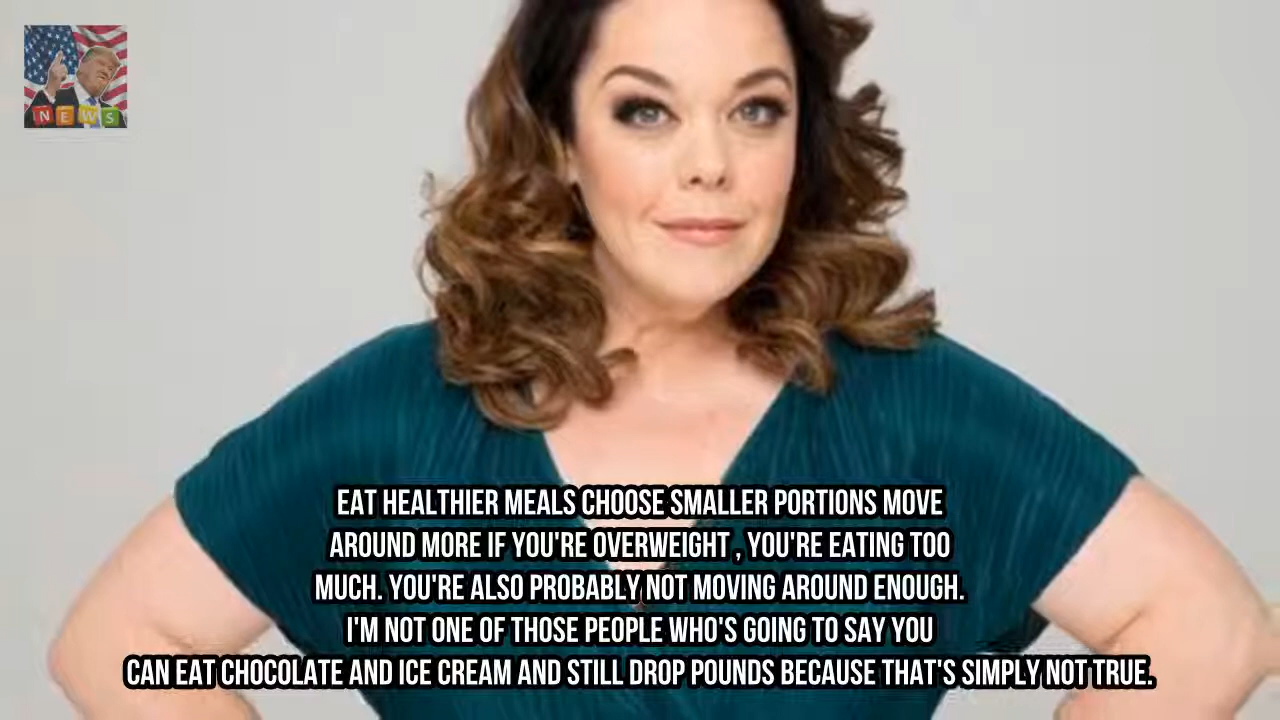 NEWS
EAT HEALTHIER MEALS CHOOSE SMALLER PORTIONS MOVE
AROUND MORE IF YOU'RE OVERWEIGHT , YOU'RE EATING TOO
MUCH. YOU'RE ALSO PROBABLY NOT MOVING AROUND ENOUGH.
I'M NOT ONE OF THOSE PEOPLE WHO'S GOING TO SAY YOU
CAN EAT CHOCOLATE AND ICE CREAM AND STILL DROP POUNDS BECAUSE THAT'S SIMPLY NOT TRUE.